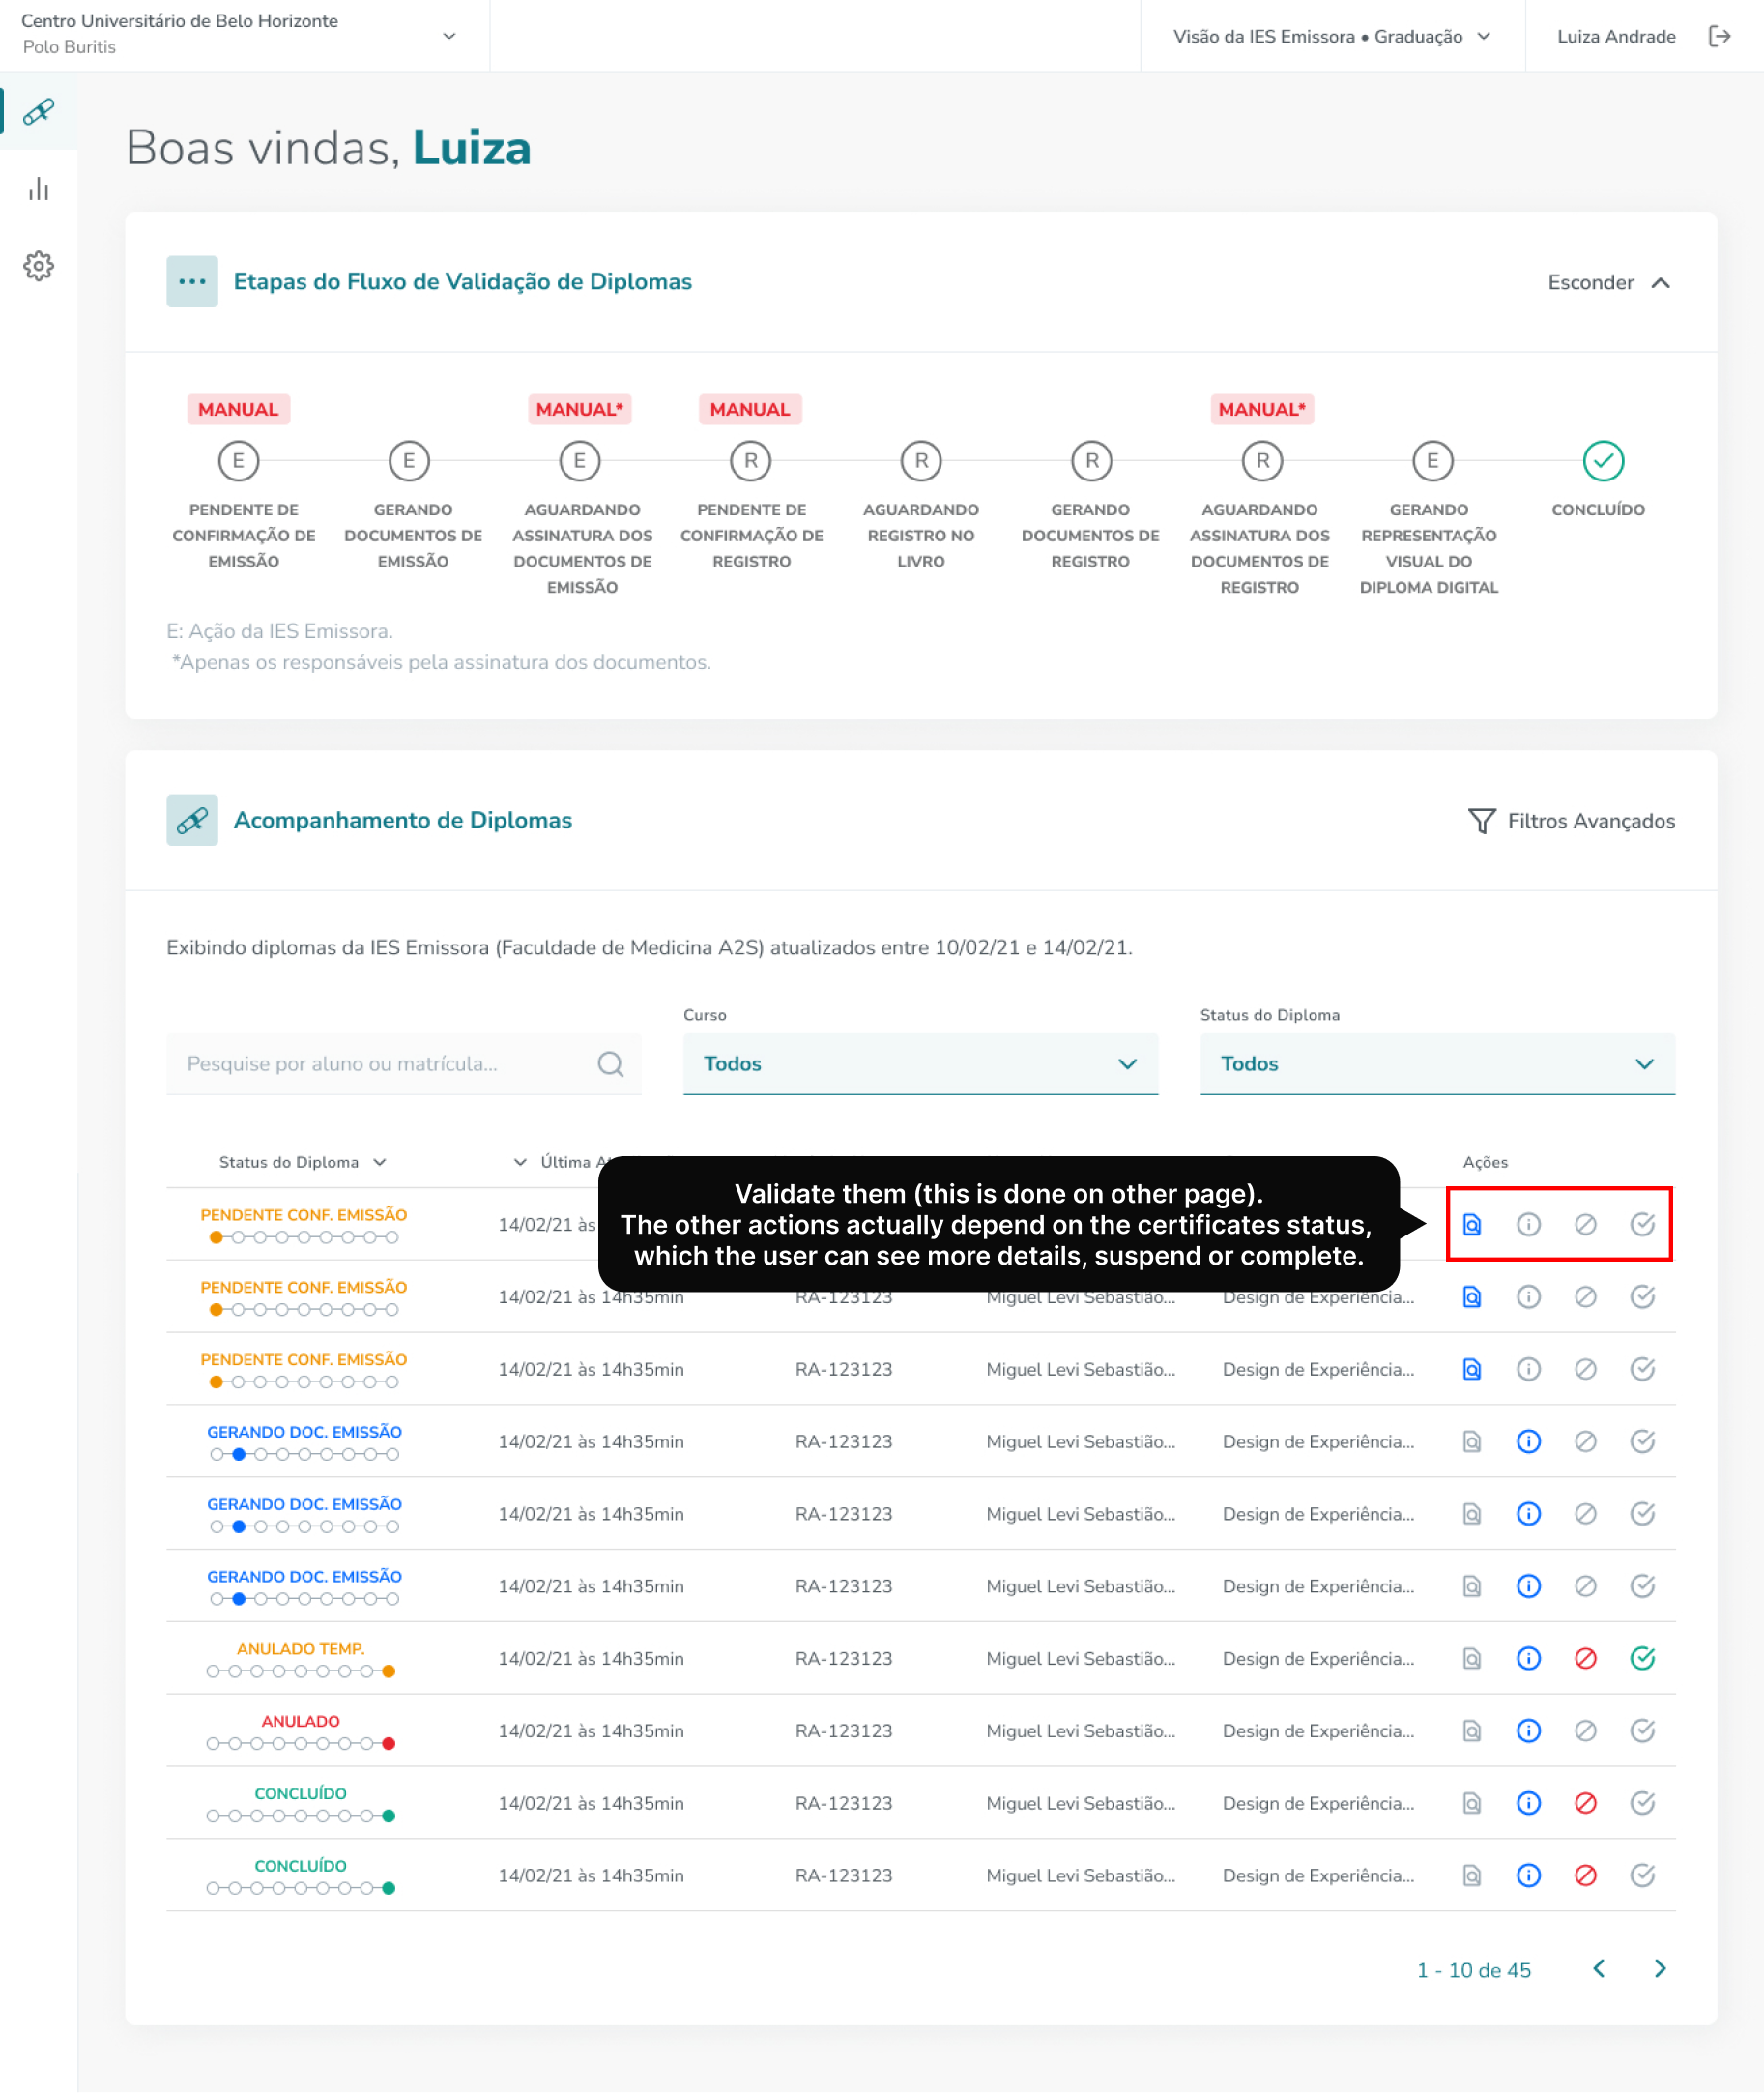 Centro Universitário de Belo Horizonte
Polo Buritis
Visão da IES Emissora • Graduação
Luiza Andrade
Boas vindas, Luiza
Etapas do Fluxo de Validação de Diplomas
Esconder
MANUAL MANUAL* MANUAL MANUAL*
E E E R R R R E
PENDENTE DE CONFIRMAÇÃO DE EMISSÃO
GERANDO DOCUMENTOS DE EMISSÃO
AGUARDANDO ASSINATURA DOS DOCUMENTOS DE EMISSÃO
PENDENTE DE CONFIRMAÇÃO DE REGISTRO
AGUARDANDO REGISTRO NO LIVRO
GERANDO DOCUMENTOS DE REGISTRO
AGUARDANDO ASSINATURA DOS DOCUMENTOS DE REGISTRO
GERANDO REPRESENTAÇÃO VISUAL DO DIPLOMA DIGITAL
CONCLUÍDO
E: Ação da IES Emissora.
*Apenas os responsáveis pela assinatura dos documentos.
Acompanhamento de Diplomas
Filtros Avançados
Exibindo diplomas da IES Emissora (Faculdade de Medicina A2S) atualizados entre 10/02/21 e 14/02/21.
Curso
Status do Diploma
Pesquise por aluno ou matrícula...
Todos
Todos
Status do Diploma Última Ações
Validate them (this is done on other page).
The other actions actually depend on the certificates status,
which the user can see more details, suspend or complete.
PENDENTE CONF. EMISSÃO 14/02/21 às
PENDENTE CONF. EMISSÃO 14/02/21 às 14h35min RA-123123 Miguel Levi Sebastião... Design de Experiência...
PENDENTE CONF. EMISSÃO 14/02/21 às 14h35min RA-123123 Miguel Levi Sebastião... Design de Experiência...
GERANDO DOC. EMISSÃO 14/02/21 às 14h35min RA-123123 Miguel Levi Sebastião... Design de Experiência...
GERANDO DOC. EMISSÃO 14/02/21 às 14h35min RA-123123 Miguel Levi Sebastião... Design de Experiência...
GERANDO DOC. EMISSÃO 14/02/21 às 14h35min RA-123123 Miguel Levi Sebastião... Design de Experiência...
ANULADO TEMP. 14/02/21 às 14h35min RA-123123 Miguel Levi Sebastião... Design de Experiência...
ANULADO 14/02/21 às 14h35min RA-123123 Miguel Levi Sebastião... Design de Experiência...
CONCLUÍDO 14/02/21 às 14h35min RA-123123 Miguel Levi Sebastião... Design de Experiência...
CONCLUÍDO 14/02/21 às 14h35min RA-123123 Miguel Levi Sebastião... Design de Experiência...
1 - 10 de 45